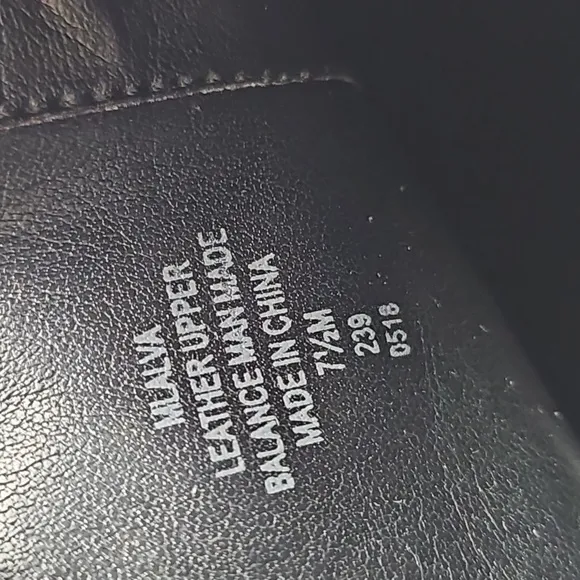 MLALVA
LEATHER UPPER
BALANCE MAN MADE
MADE IN CHINA
7½M
239
0518